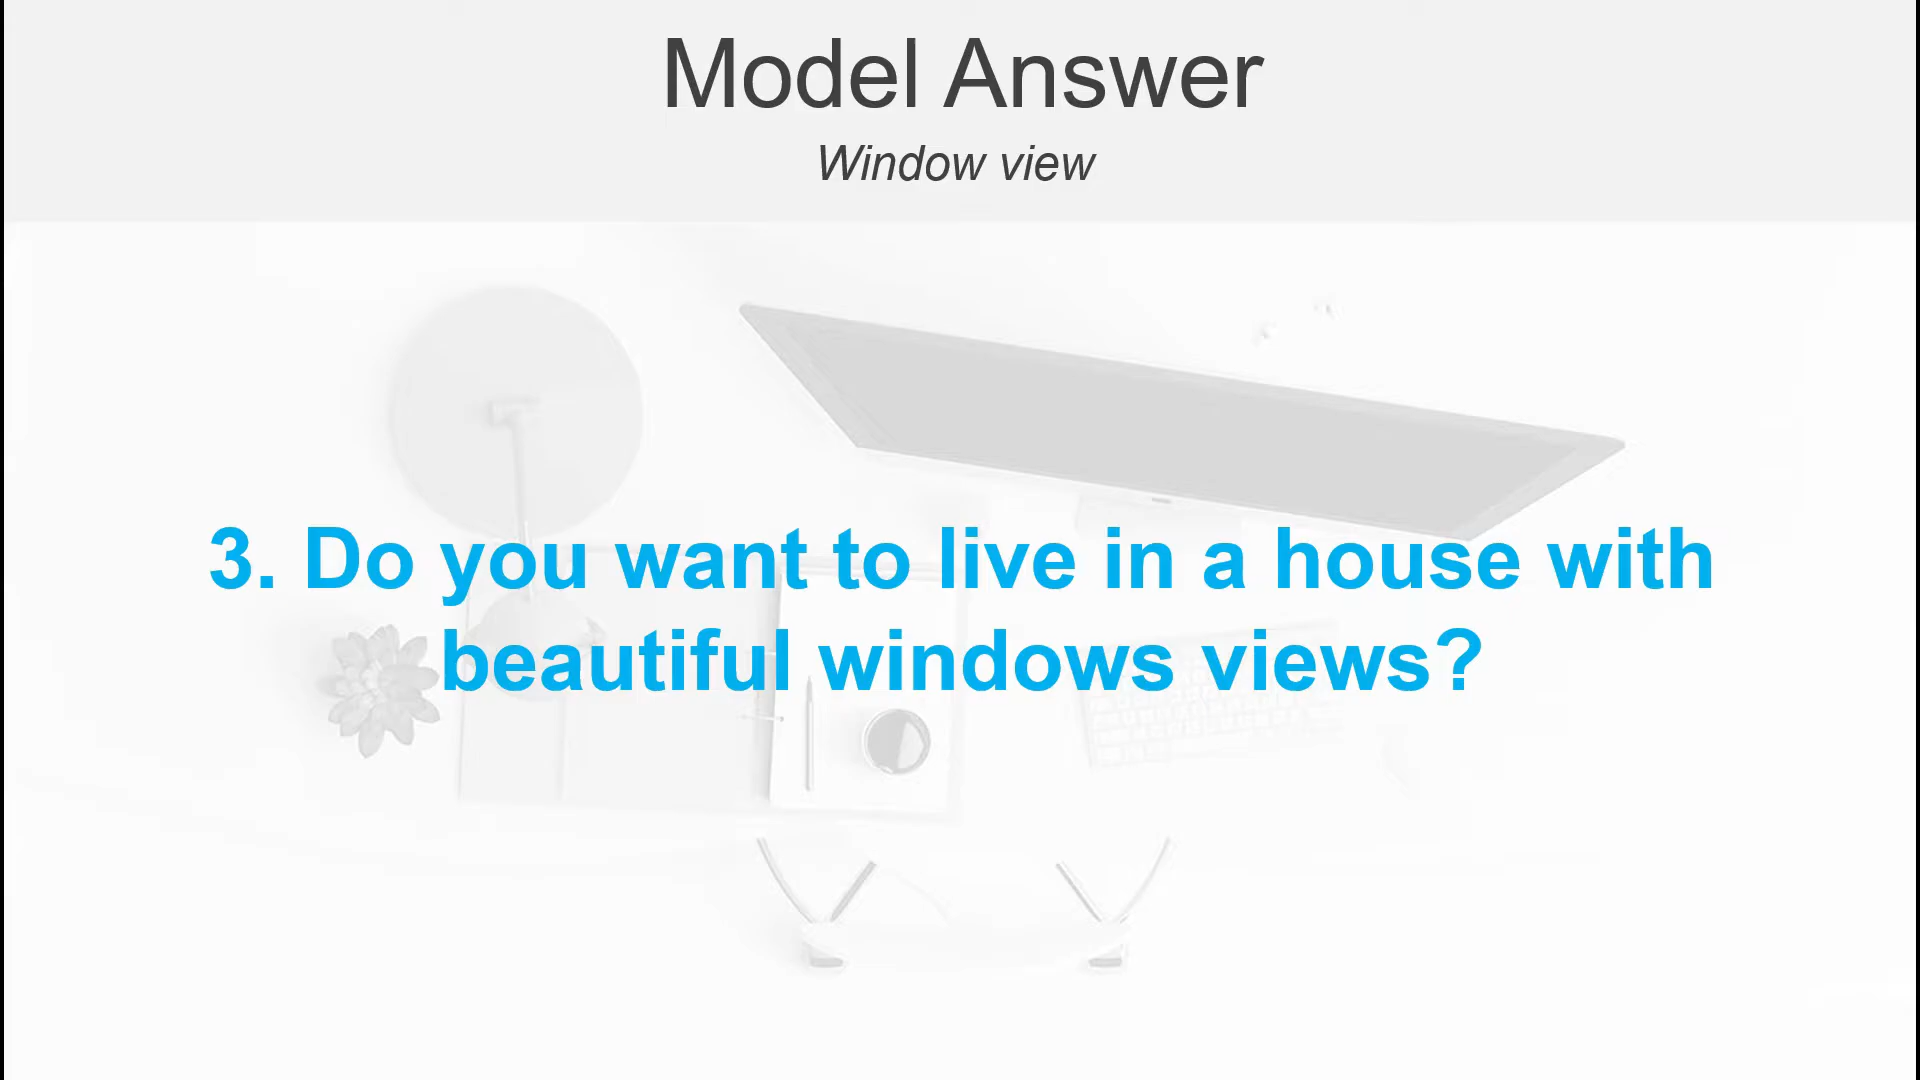 Model Answer
Window view
3. Do you want to live in a house with
beautiful windows views?